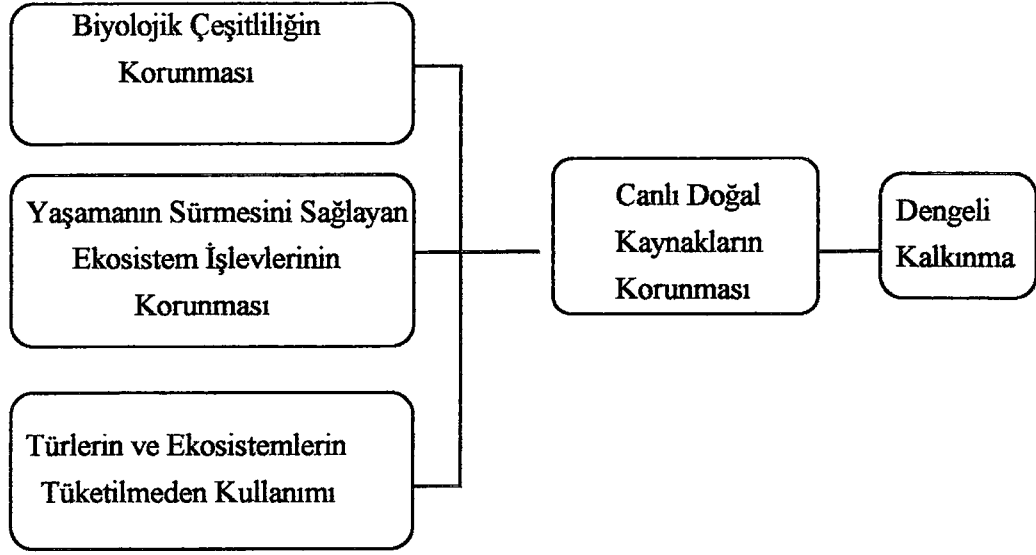 Biyolojik Çeşitliliğin
Korunması
Yaşamanın Sürmesini Sağlayan
Ekosistem İşlevlerinin
Korunması
Türlerin ve Ekosistemlerin
Tüketilmeden Kullanımı
Canlı Doğal
Kaynakların
Korunması
Dengeli
Kalkınma